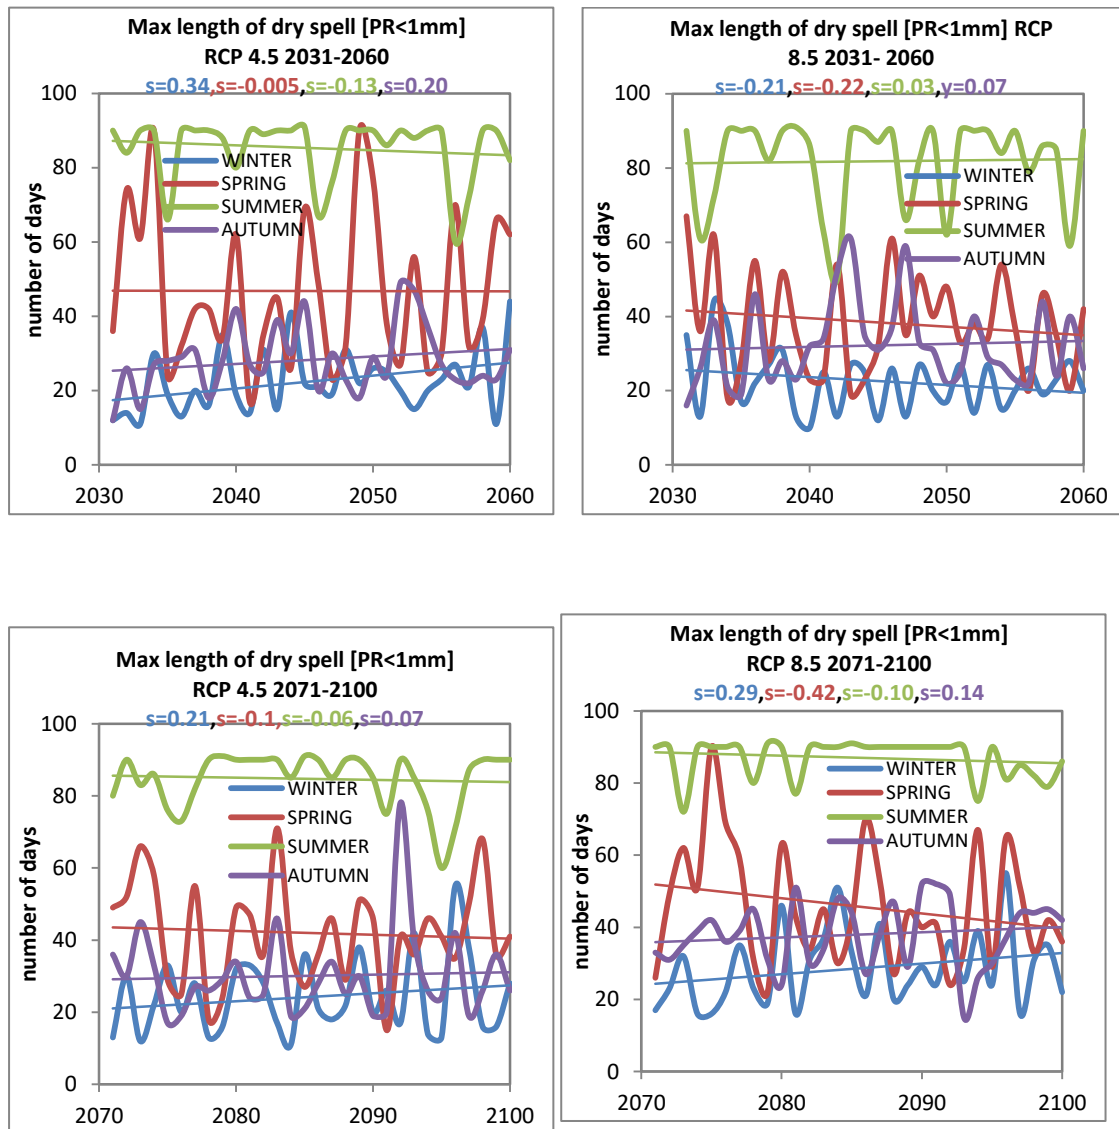 Max length of dry spell [PR<1mm]
RCP 4.5 2031-2060
s=0.34,s=-0.005,s=-0.13,s=0.20
100
80
60
40
20
0
number of days
WINTER
SPRING
SUMMER
AUTUMN
2030 2040 2050 2060
Max length of dry spell [PR<1mm] RCP
8.5 2031- 2060
s=-0.21,s=-0.22,s=0.03,y=0.07
100
80
60
40
20
0
number of days
WINTER
SPRING
SUMMER
AUTUMN
2030 2040 2050 2060
Max length of dry spell [PR<1mm]
RCP 4.5 2071-2100
s=0.21,s=-0.1,s=-0.06,s=0.07
100
80
60
40
20
0
number of days
WINTER
SPRING
SUMMER
AUTUMN
2070 2080 2090 2100
Max length of dry spell [PR<1mm]
RCP 8.5 2071-2100
s=0.29,s=-0.42,s=-0.10,s=0.14
100
80
60
40
20
0
number of days
WINTER
SPRING
SUMMER
AUTUMN
2070 2080 2090 2100